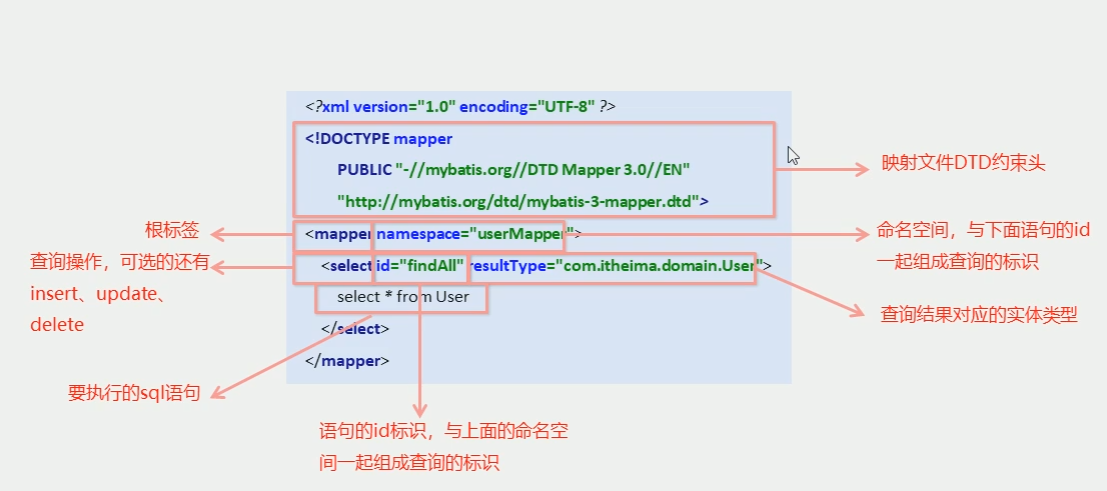 <?xml version="1.0" encoding="UTF-8" ?>
<!DOCTYPE mapper
PUBLIC "-//mybatis.org//DTD Mapper 3.0//EN"
"http://mybatis.org/dtd/mybatis-3-mapper.dtd">
<mapper namespace="userMapper">
<select id="findAll" resultType="com.itheima.domain.User">
select * from User
</select>
</mapper>
映射文件DTD约束头
根标签
命名空间，与下面语句的id
一起组成查询的标识
查询操作，可选的还有
insert、update、
delete
查询结果对应的实体类型
要执行的sql语句
语句的id标识，与上面的命名空
间一起组成查询的标识